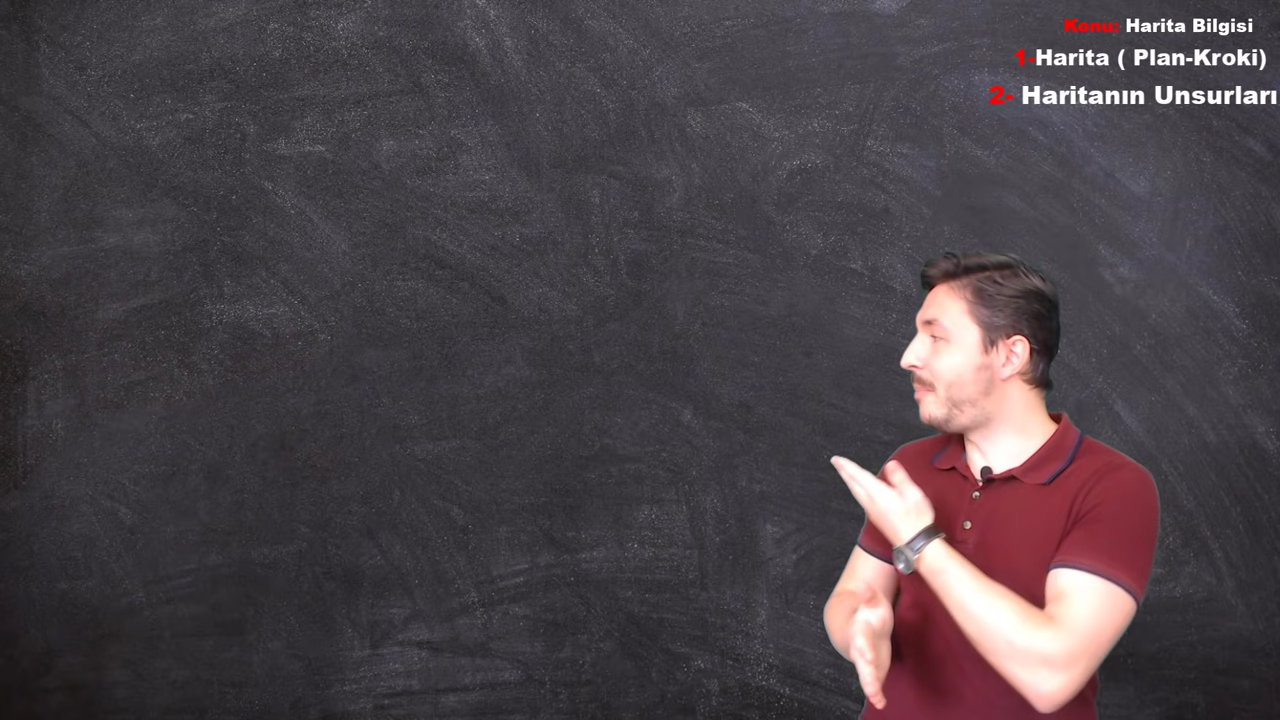 Konu: Harita Bilgisi
1-Harita ( Plan-Kroki)
2- Haritanın Unsurları